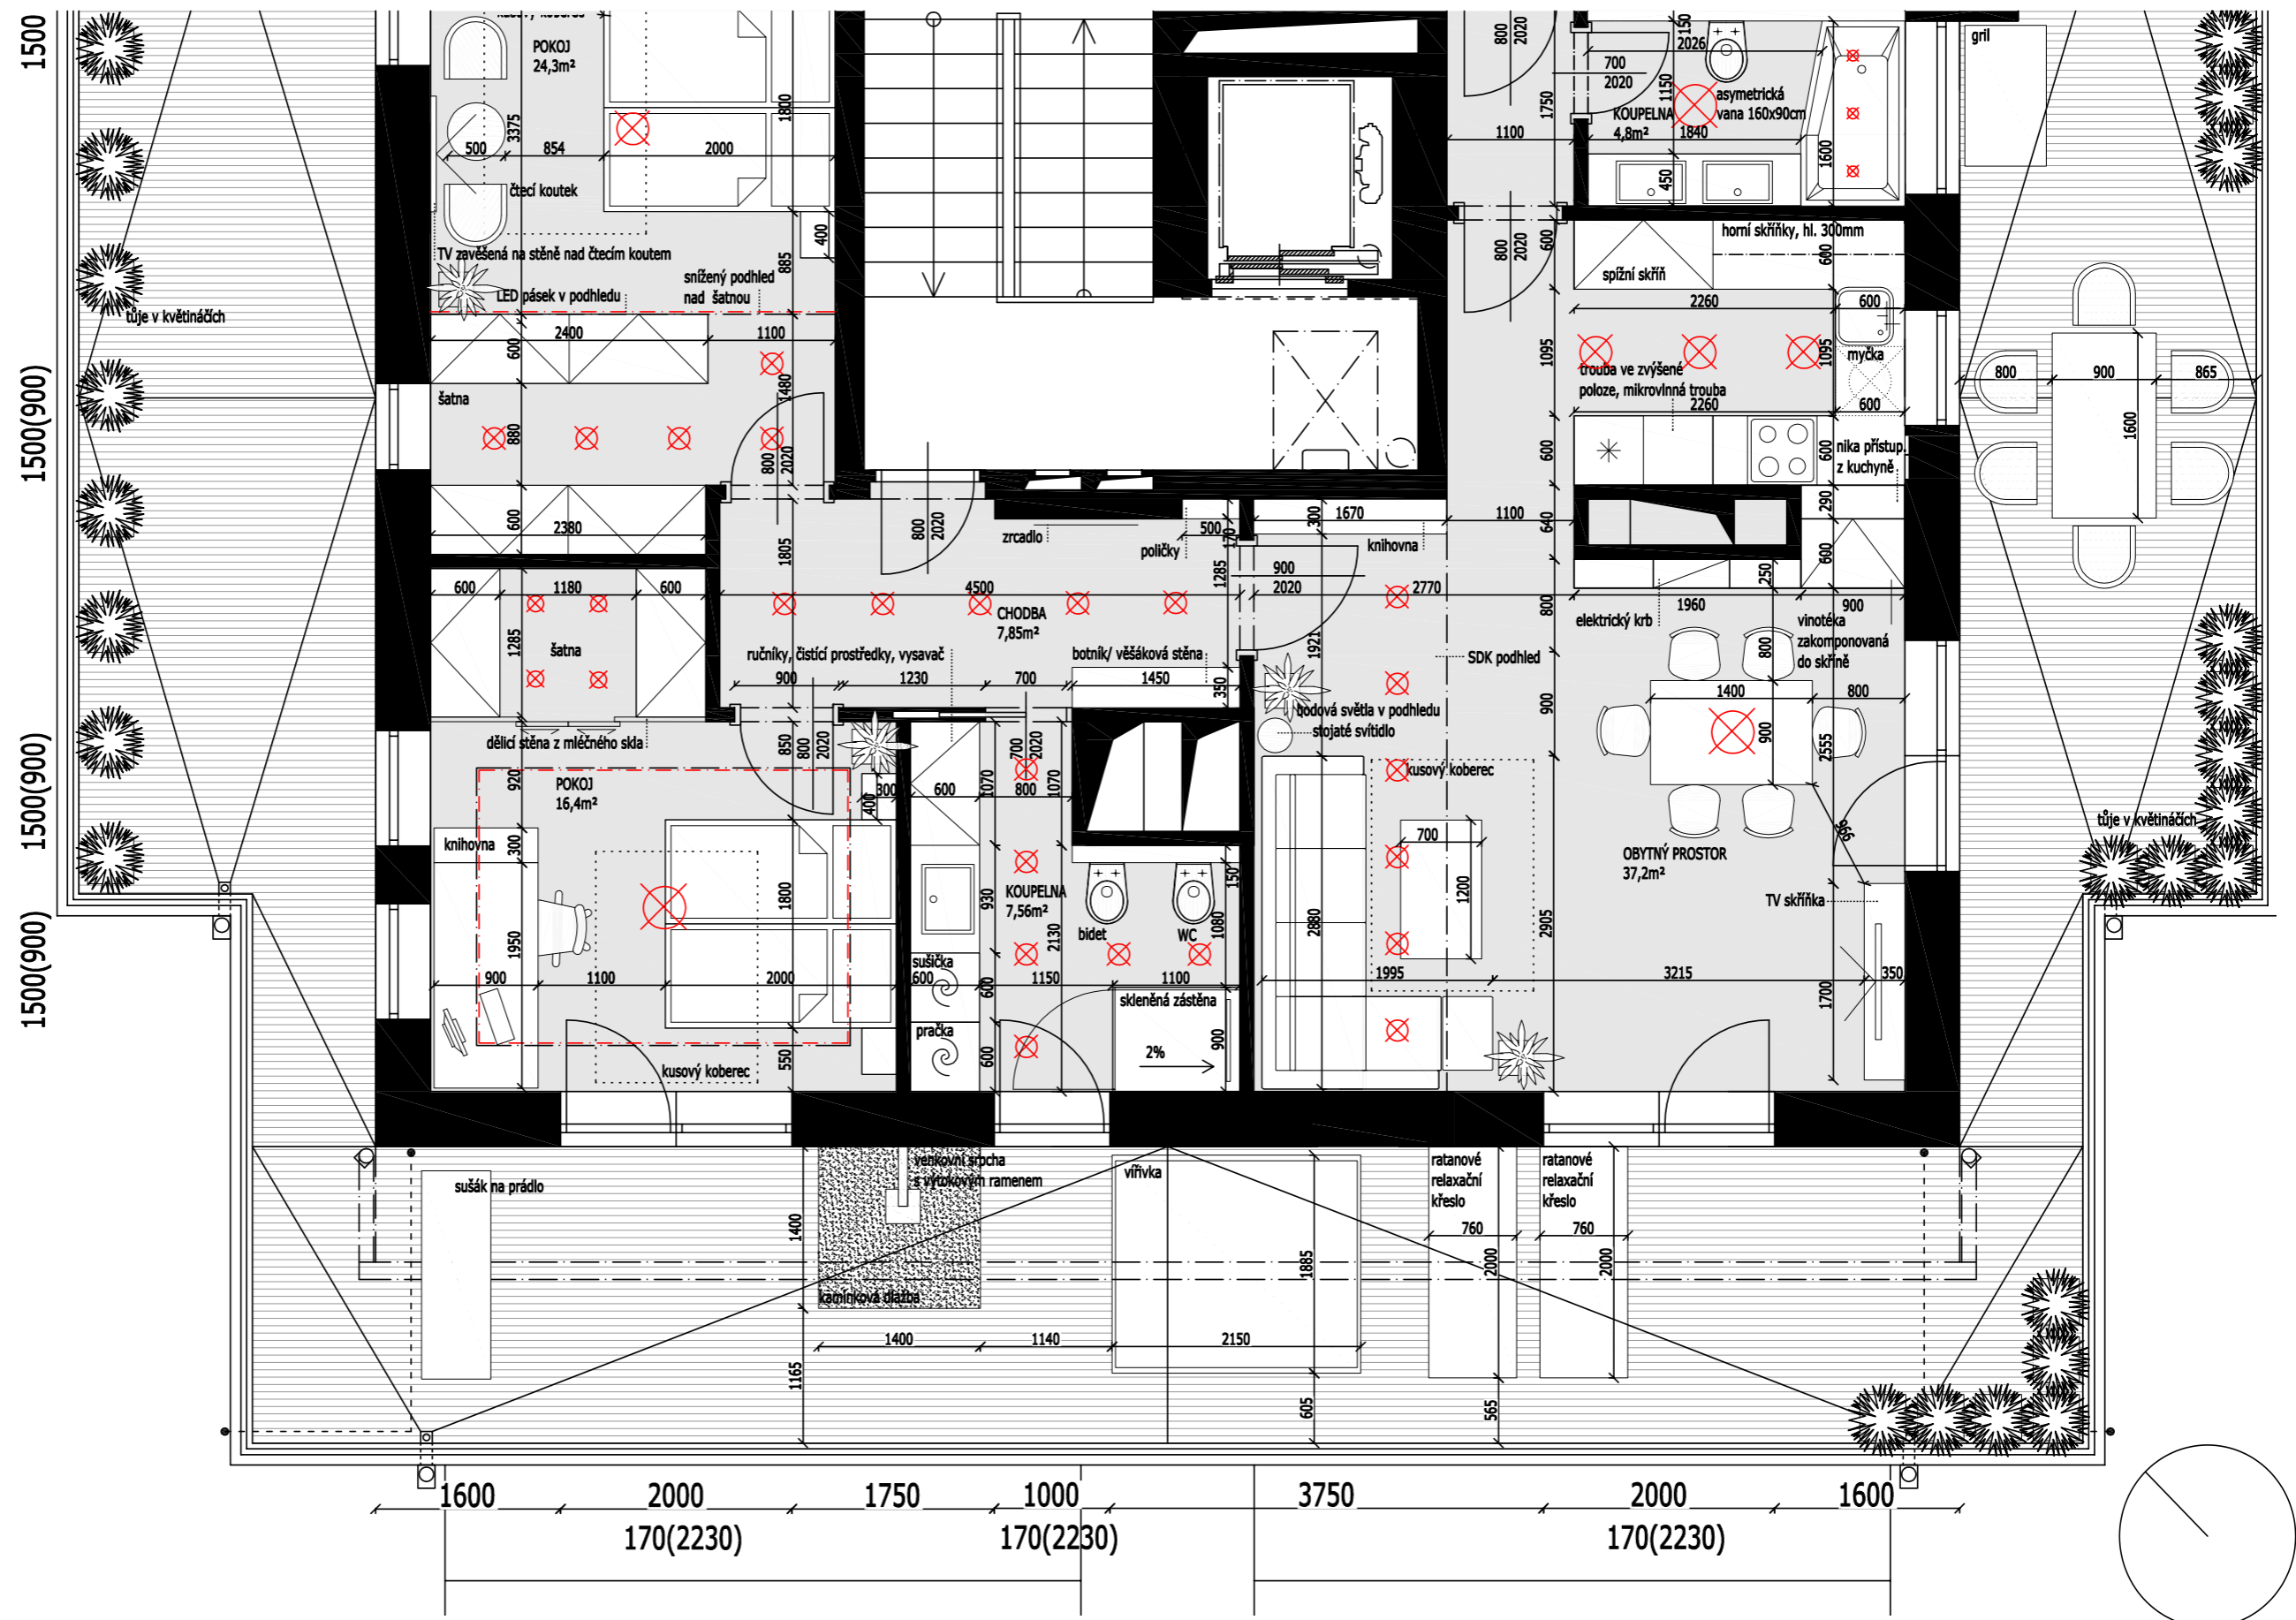 1500
1500(900)
1500(900)
1500(900)
POKOJ
24,3m²
3375
500
854
2000
1800
čtecí koutek
400
885
TV zavěšená na stěně nad čtecím koutem
snížený podhled
nad šatnou
LED pásek v podhledu
tůje v květináčích
2400
1100
600
1480
šatna
880
800
2020
600
2380
1805
800
2020
zrcadlo
500
170
poličky
300
1670
1100
640
knihovna
1285
900
2020
2770
4500
CHODBA
7,85m²
600
1180
600
1285
šatna
ručníky, čistící prostředky, vysavač
botník/ věšáková stěna
900
1230
700
1450
350
1921
SDK podhled
bodová světla v podhledu
stojaté svítidlo
kusový koberec
dělicí stěna z mléčného skla
850
800
2020
700
2020
920
POKOJ
16,4m²
300
400
600
1070
800
1070
knihovna
300
1800
1950
930
KOUPELNA
7,56m²
2130
bidet
WC
150
1080
sušička
600
600
1150
1100
skleněná zástěna
900
1100
2000
pračka
600
550
2%
900
kusový koberec
2880
700
1200
1995
3215
350
2905
OBYTNÝ PROSTOR
37,2m²
TV skříňka
1700
966
2555
1400
800
900
800
800
900
1960
900
250
elektrický krb
vinotéka
zakomponovaná
do skříně
600
290
nika přístup.
z kuchyně
600
600
2260
600
trouba ve zvýšené
poloze, mikrovlnná trouba
myčka
1095
1095
2260
600
spížní skříň
600
600
horní skříňky, hl. 300mm
800
2020
1100
1750
800
2020
700
2020
2026
150
1150
asymetrická
vana 160x90cm
KOUPELNA
4,8m²
1840
1600
450
gril
800
900
865
1600
tůje v květináčích
sušák na prádlo
venkovní sprcha
s výtokovým ramenem
vířivka
ratanové
relaxační
křeslo
ratanové
relaxační
křeslo
760
760
2000
2000
1400
1885
kamínková dlažba
1400
1140
2150
1165
605
565
1600
2000
1750
1000
3750
2000
1600
170(2230)
170(2230)
170(2230)